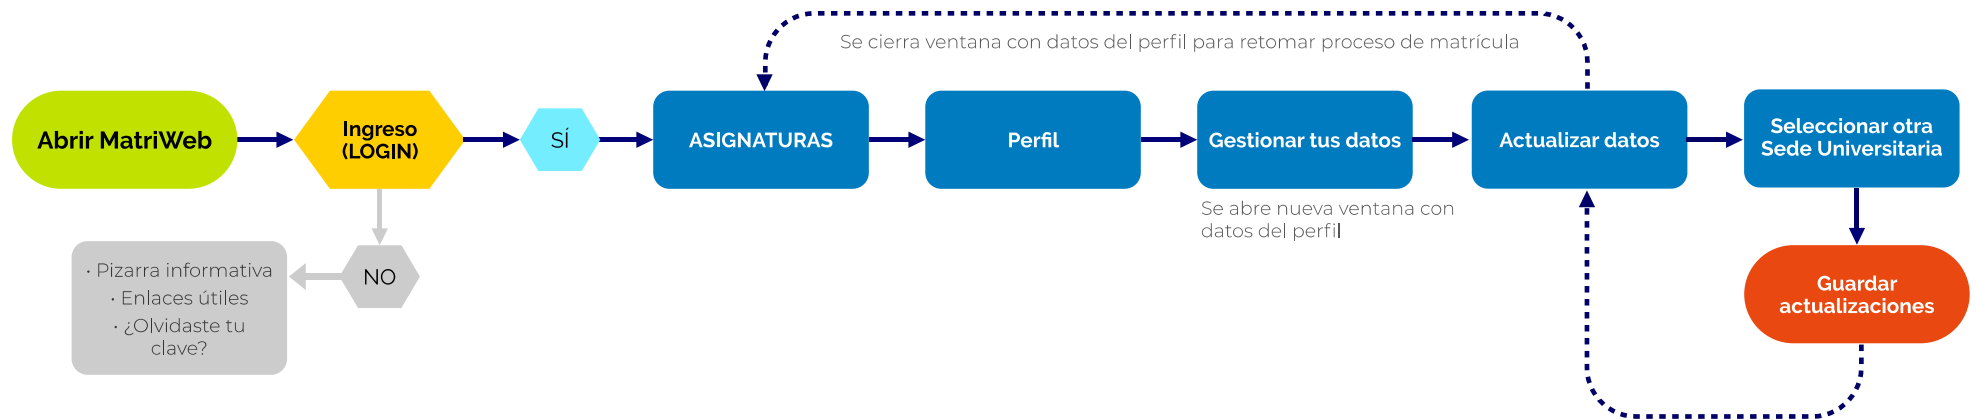 Se cierra ventana con datos del perfil para retomar proceso de matrícula
Abrir MatriWeb
Ingreso
(LOGIN)
SÍ
ASIGNATURAS
Perfil
Gestionar tus datos
Actualizar datos
Seleccionar otra
Sede Universitaria
Se abre nueva ventana con
datos del perfil
NO
· Pizarra informativa
· Enlaces útiles
· ¿Olvidaste tu
clave?
Guardar
actualizaciones